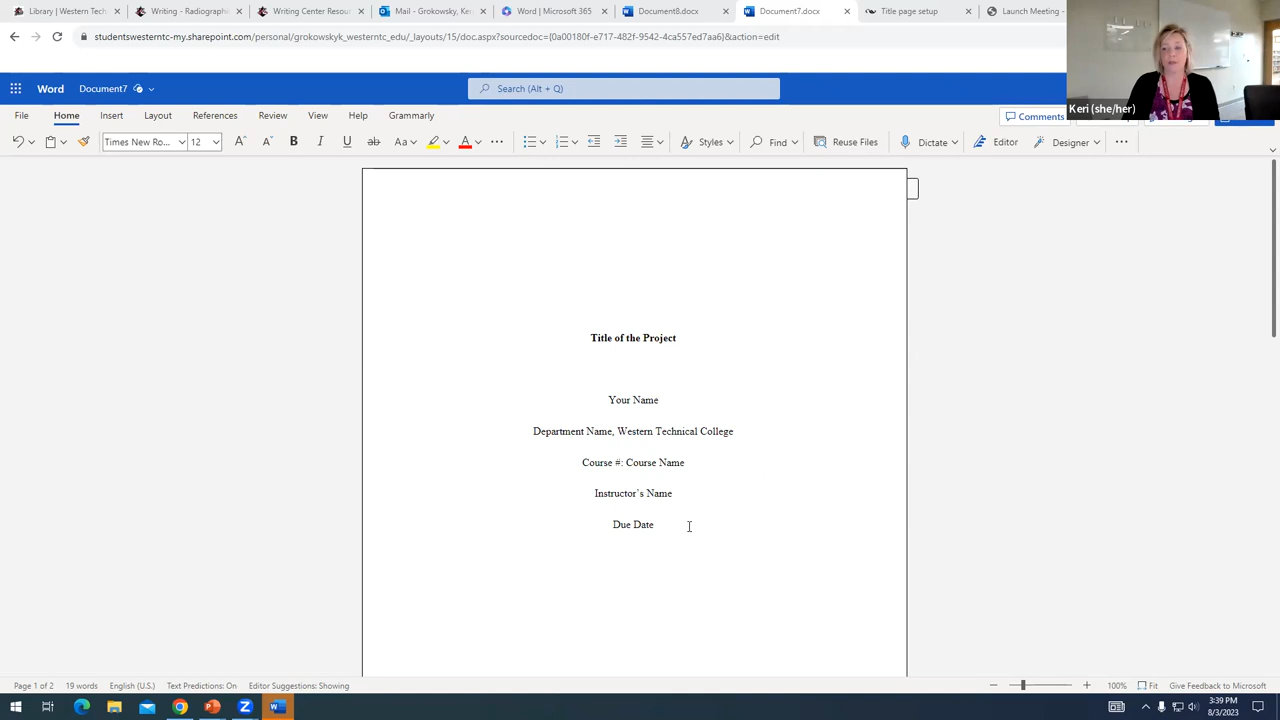 Library | Western Tech
Writing - Radiographi
Writing Center Resour
Mail - Grokowsky, Ke
Word | Microsoft 365
Document8.docx
Document7.docx
Title page setup
Launch Meeting -
studentswesterntc-my.sharepoint.com/personal/grokowskyk_westerntc_edu/_layouts/15/doc.aspx?sourcedoc={0a00180f-e717-482f-9542-4ca557ed7aa6}&action=edit
Word Document7 Search (Alt + Q)
Keri (she/her)
File Home Insert Layout References Review View Help Grammarly Comments
Times New Ro... 12 A A B I U ab Aa A Styles Find Reuse Files Dictate Editor Designer
Title of the Project
Your Name
Department Name, Western Technical College
Course #: Course Name
Instructor's Name
Due Date
Page 1 of 2 19 words English (U.S.) Text Predictions: On Editor Suggestions: Showing 100% Fit Give Feedback to Microsoft
3:39 PM
8/3/2023